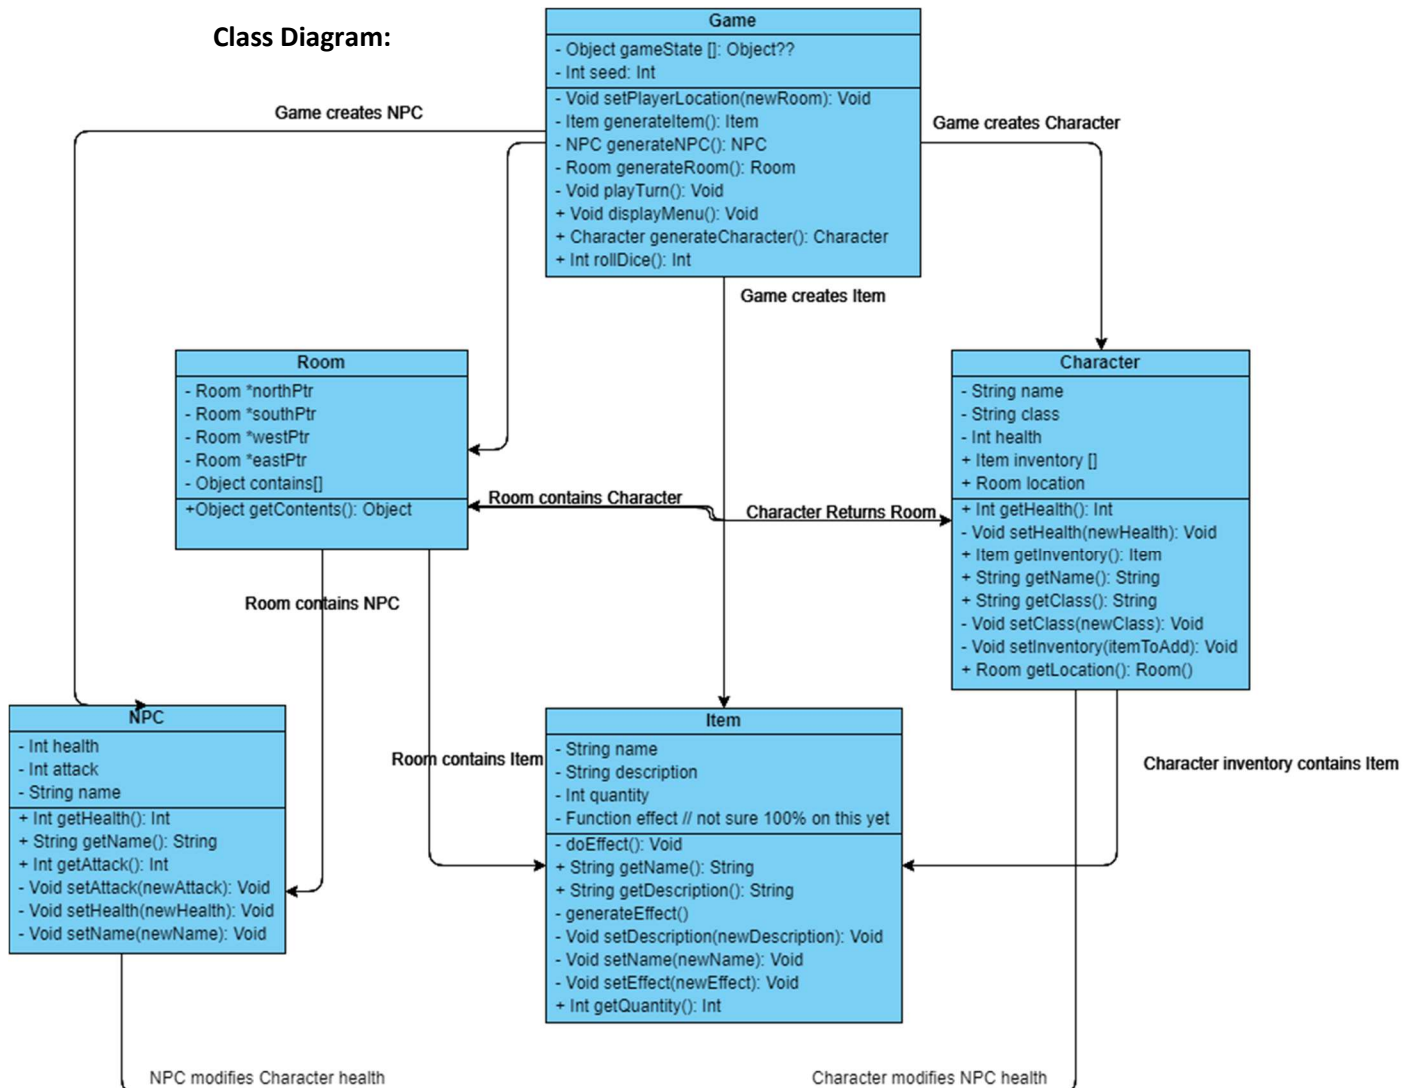 Class Diagram:
Game
- Object gameState []: Object??
- Int seed: Int
- Void setPlayerLocation(newRoom): Void
- Item generateItem(): Item
- NPC generateNPC(): NPC
- Room generateRoom(): Room
- Void playTurn(): Void
+ Void displayMenu(): Void
+ Character generateCharacter(): Character
+ Int rollDice(): Int
Game creates NPC
Game creates Character
Game creates Item
Room
- Room *northPtr
- Room *southPtr
- Room *westPtr
- Room *eastPtr
- Object contains[]
+Object getContents(): Object
Character
- String name
- String class
- Int health
+ Item inventory []
+ Room location
+ Int getHealth(): Int
- Void setHealth(newHealth): Void
+ Item getInventory(): Item
+ String getName(): String
+ String getClass(): String
- Void setClass(newClass): Void
- Void setInventory(itemToAdd): Void
+ Room getLocation(): Room()
Room contains Character
Character Returns Room
Room contains NPC
NPC
- Int health
- Int attack
- String name
+ Int getHealth(): Int
+ String getName(): String
+ Int getAttack(): Int
- Void setAttack(newAttack): Void
- Void setHealth(newHealth): Void
- Void setName(newName): Void
Room contains Item
Item
- String name
- String description
- Int quantity
- Function effect // not sure 100% on this yet
- doEffect(): Void
+ String getName(): String
+ String getDescription(): String
- generateEffect()
- Void setDescription(newDescription): Void
- Void setName(newName): Void
- Void setEffect(newEffect): Void
+ Int getQuantity(): Int
Character inventory contains Item
NPC modifies Character health
Character modifies NPC health